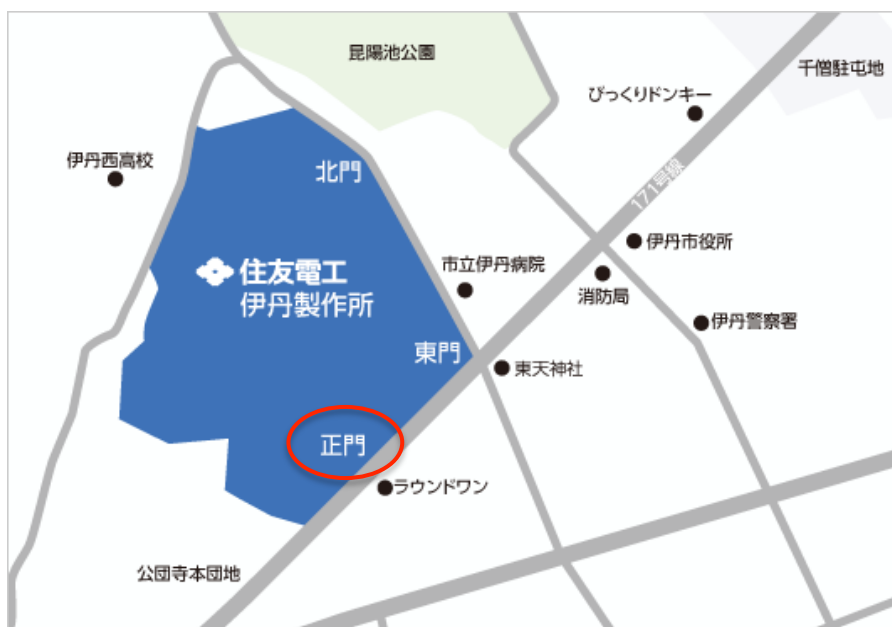 昆陽池公園
千僧駐屯地
びっくりドンキー
伊丹西高校
北門
171号線
伊丹市役所
住友電工
伊丹製作所
市立伊丹病院
消防局
伊丹警察署
東門
東天神社
正門
ラウンドワン
公団寺本団地